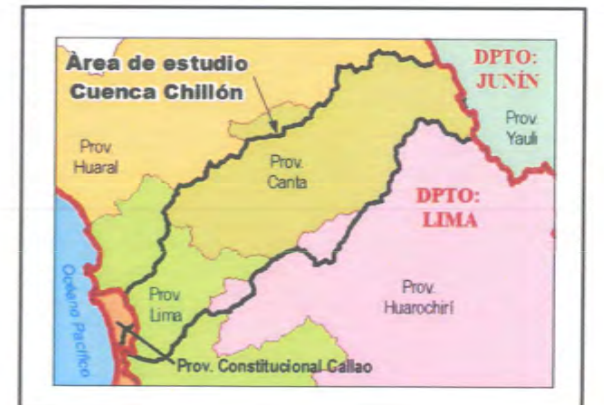 Àrea de estudio
Cuenca Chillón
DPTO:
JUNÍN
Prov.
Yauli
Prov.
Huaral
Prov.
Canta
DPTO:
LIMA
Océano Pacífico
Prov.
Lima
Prov.
Huarochirí
Prov. Constitucional Callao